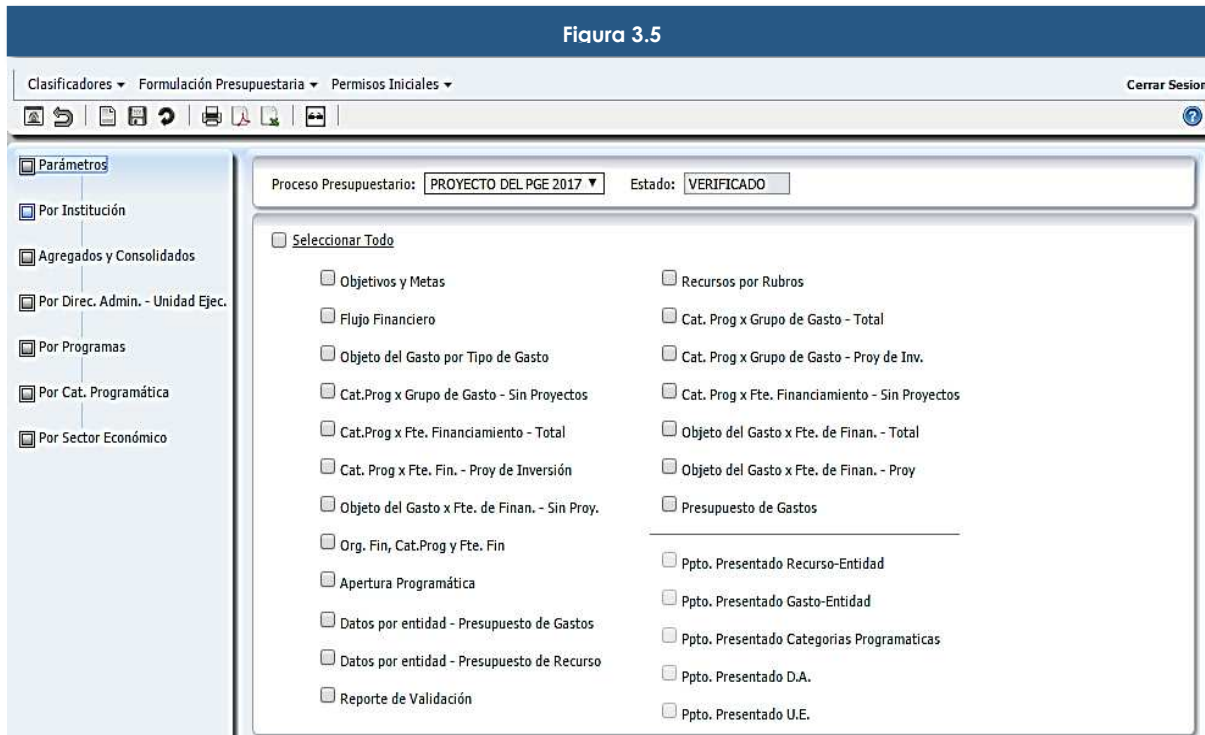 Figura 3.5
Clasificadores Formulación Presupuestaria Permisos Iniciales
Cerrar Sesion
Parámetros
Por Institución
Agregados y Consolidados
Por Direc. Admin. - Unidad Ejec.
Por Programas
Por Cat. Programática
Por Sector Económico
Proceso Presupuestario: PROYECTO DEL PGE 2017 Estado: VERIFICADO
Seleccionar Todo
Objetivos y Metas
Flujo Financiero
Objeto del Gasto por Tipo de Gasto
Cat.Prog x Grupo de Gasto - Sin Proyectos
Cat.Prog x Fte. Financiamiento - Total
Cat. Prog x Fte. Fin. - Proy de Inversión
Objeto del Gasto x Fte. de Finan. - Sin Proy.
Org. Fin, Cat.Prog y Fte. Fin
Apertura Programática
Datos por entidad - Presupuesto de Gastos
Datos por entidad - Presupuesto de Recurso
Reporte de Validación
Recursos por Rubros
Cat. Prog x Grupo de Gasto - Total
Cat. Prog x Grupo de Gasto - Proy de Inv.
Cat. Prog x Fte. Financiamiento - Sin Proyectos
Objeto del Gasto x Fte. de Finan. - Total
Objeto del Gasto x Fte. de Finan. - Proy
Presupuesto de Gastos
Ppto. Presentado Recurso-Entidad
Ppto. Presentado Gasto-Entidad
Ppto. Presentado Categorias Programaticas
Ppto. Presentado D.A.
Ppto. Presentado U.E.